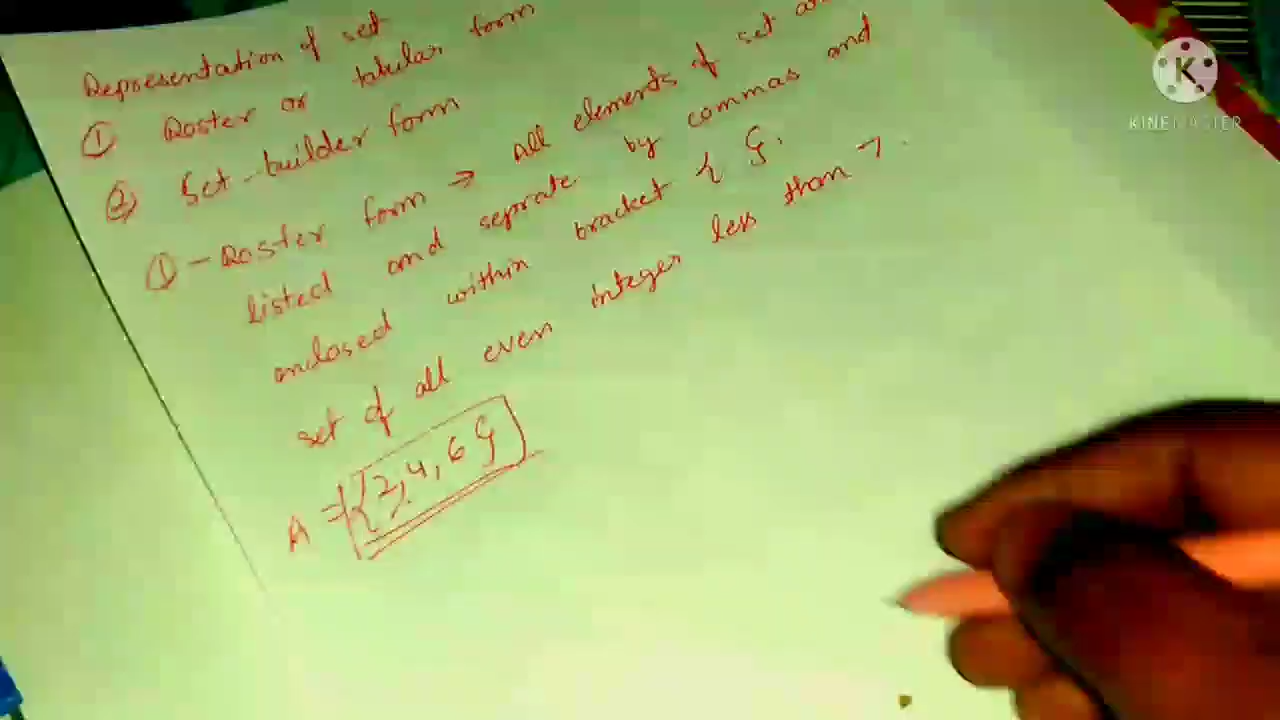 Representation of set
① Roaster or tabular form
② Set-builder form
①-Roaster form → All elements of set are
listed and seprate by commas and
enclosed within bracket { }.
set of all even integer less than 7.
A = {2,4,6}
K
KINEMASTER